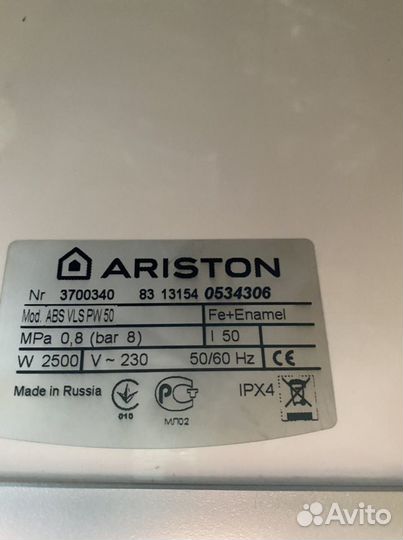 ARISTON
Nr 3700340 83 13154 0534306
Mod. ABS VLS PW 50 Fe+Enamel
MPa 0,8 (bar 8) l 50
W 2500 V ~ 230 50/60 Hz CE
Made in Russia 010 РСТ МЛ02 IPX4
Avito